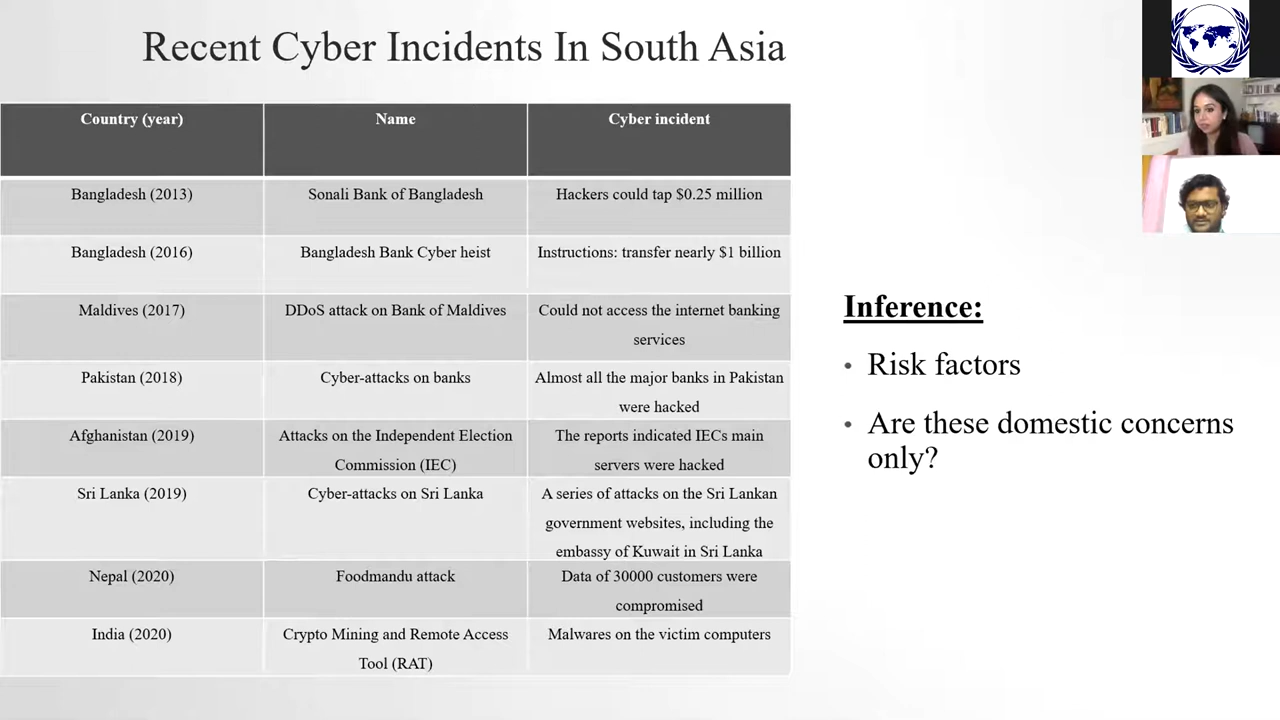 Recent Cyber Incidents In South Asia
Country (year)
Name
Cyber incident
Bangladesh (2013)
Sonali Bank of Bangladesh
Hackers could tap $0.25 million
Bangladesh (2016)
Bangladesh Bank Cyber heist
Instructions: transfer nearly $1 billion
Maldives (2017)
DDoS attack on Bank of Maldives
Could not access the internet banking
services
Pakistan (2018)
Cyber-attacks on banks
Almost all the major banks in Pakistan
were hacked
Afghanistan (2019)
Attacks on the Independent Election
Commission (IEC)
The reports indicated IECs main
servers were hacked
Sri Lanka (2019)
Cyber-attacks on Sri Lanka
A series of attacks on the Sri Lankan
government websites, including the
embassy of Kuwait in Sri Lanka
Nepal (2020)
Foodmandu attack
Data of 30000 customers were
compromised
India (2020)
Crypto Mining and Remote Access
Tool (RAT)
Malwares on the victim computers
Inference:
• Risk factors
• Are these domestic concerns
only?